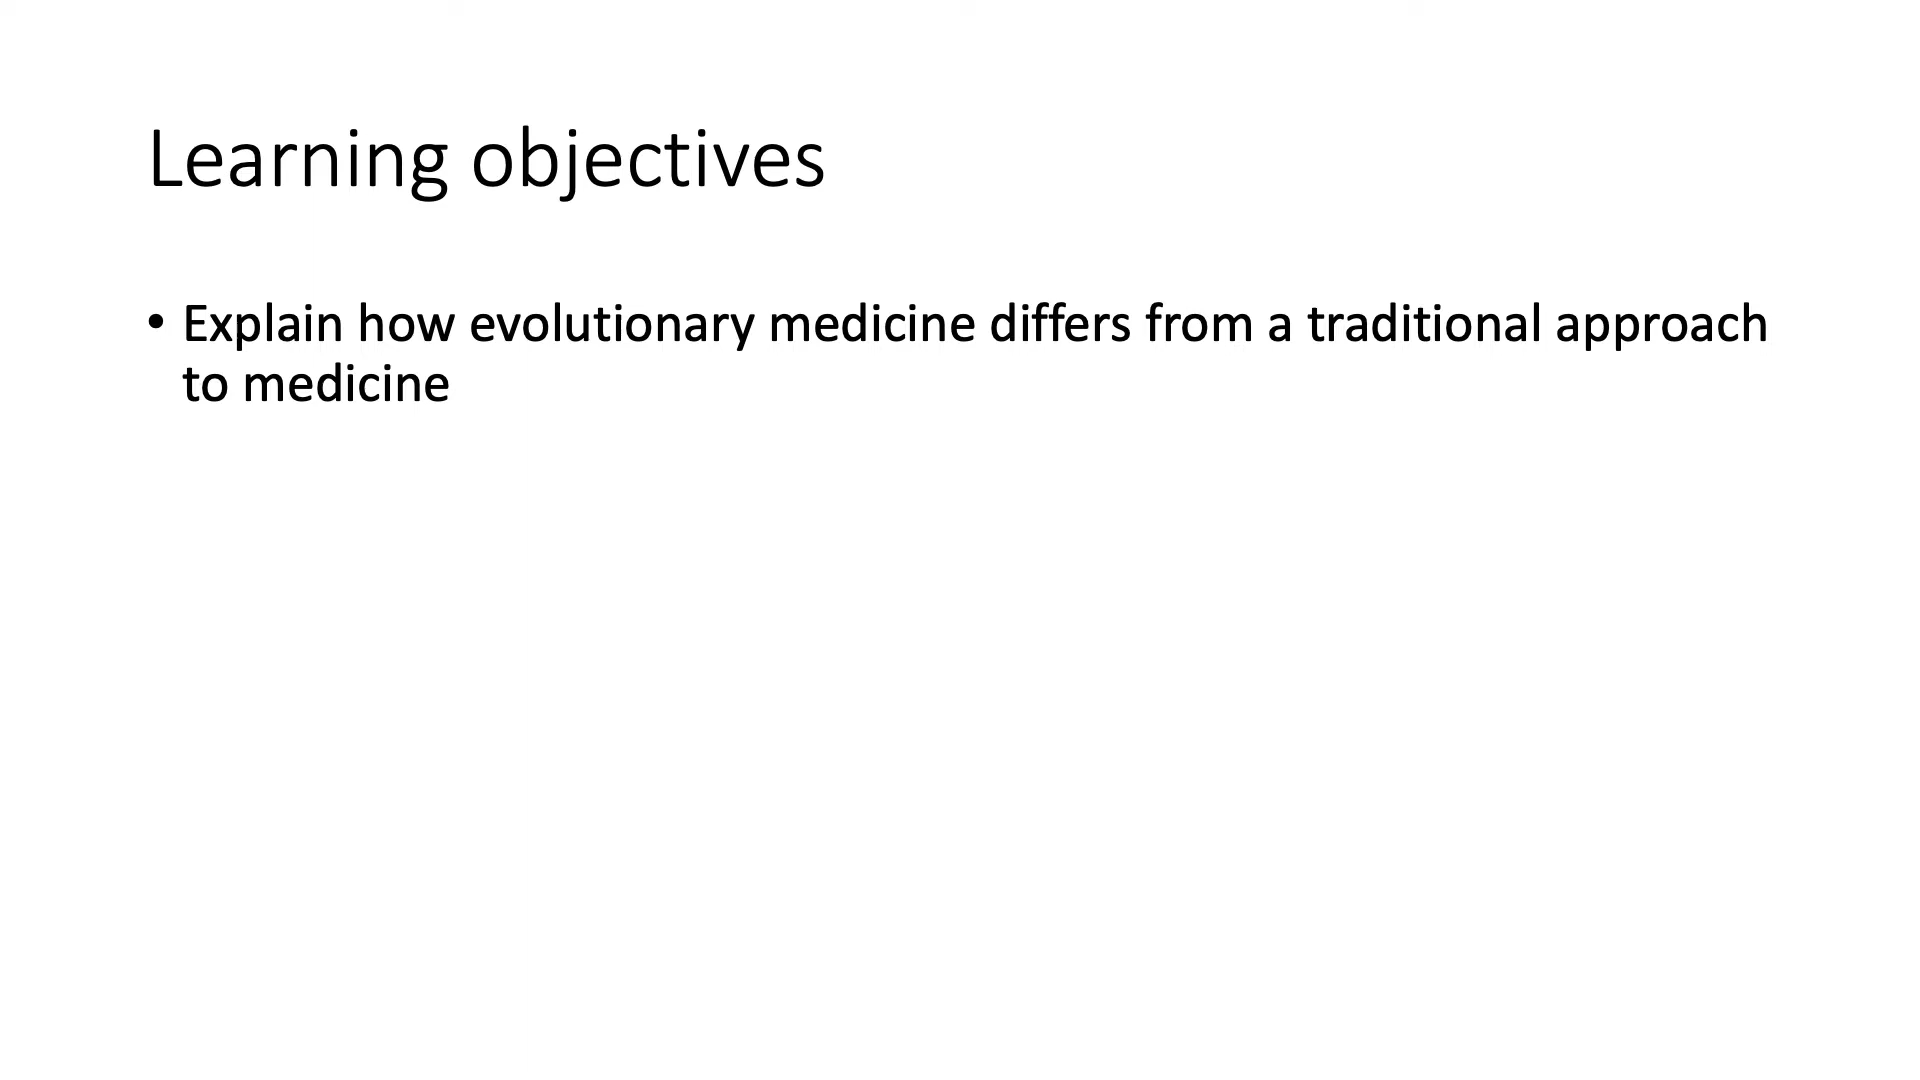 Learning objectives
• Explain how evolutionary medicine differs from a traditional approach
to medicine